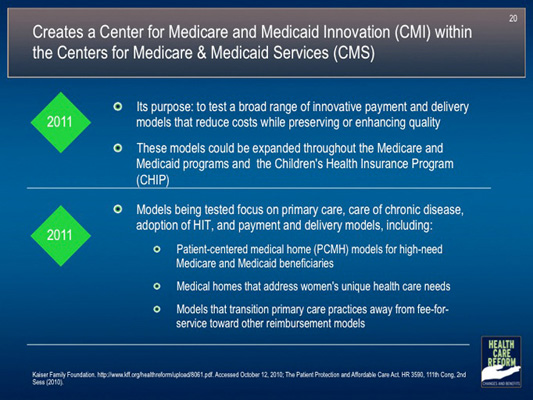 20
Creates a Center for Medicare and Medicaid Innovation (CMI) within
the Centers for Medicare & Medicaid Services (CMS)
2011
Its purpose: to test a broad range of innovative payment and delivery
models that reduce costs while preserving or enhancing quality
These models could be expanded throughout the Medicare and
Medicaid programs and the Children's Health Insurance Program
(CHIP)
2011
Models being tested focus on primary care, care of chronic disease,
adoption of HIT, and payment and delivery models, including:
Patient-centered medical home (PCMH) models for high-need
Medicare and Medicaid beneficiaries
Medical homes that address women's unique health care needs
Models that transition primary care practices away from fee-for-
service toward other reimbursement models
HEALTH
CARE
REFORM
CHANGES AND BENEFITS
Kaiser Family Foundation. http://www.kff.org/healthreform/upload/8061.pdf. Accessed October 12, 2010; The Patient Protection and Affordable Care Act. HR 3590, 111th Cong, 2nd
Sess (2010).